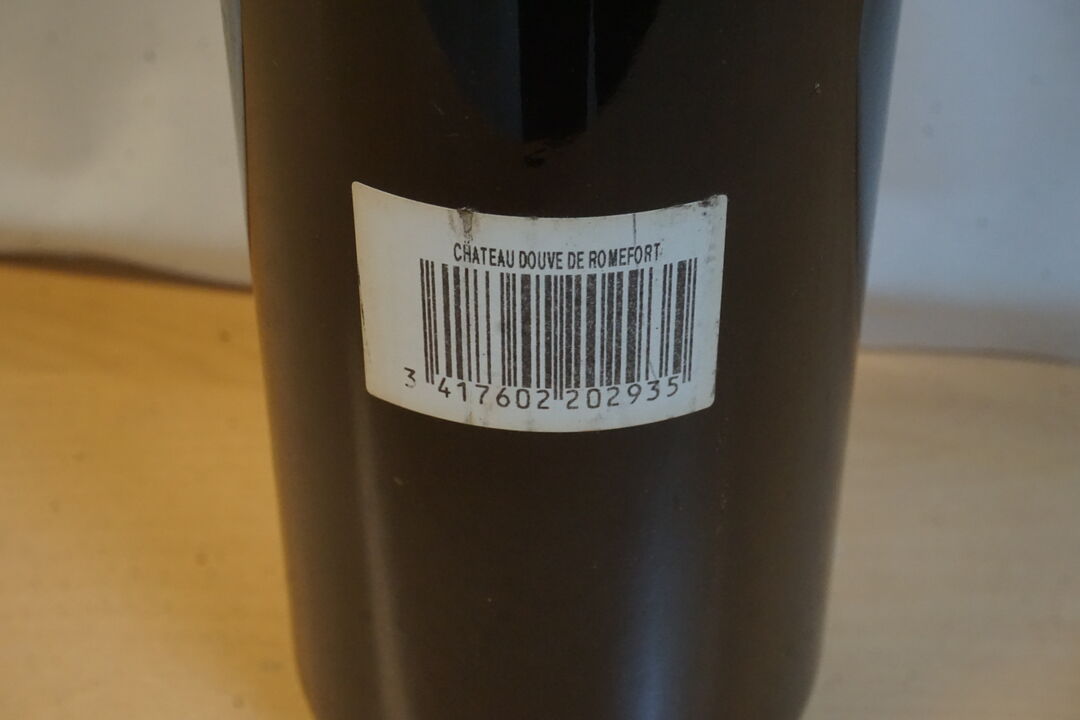 CHATEAU DOUVE DE ROMEFORT
3 417602 202935